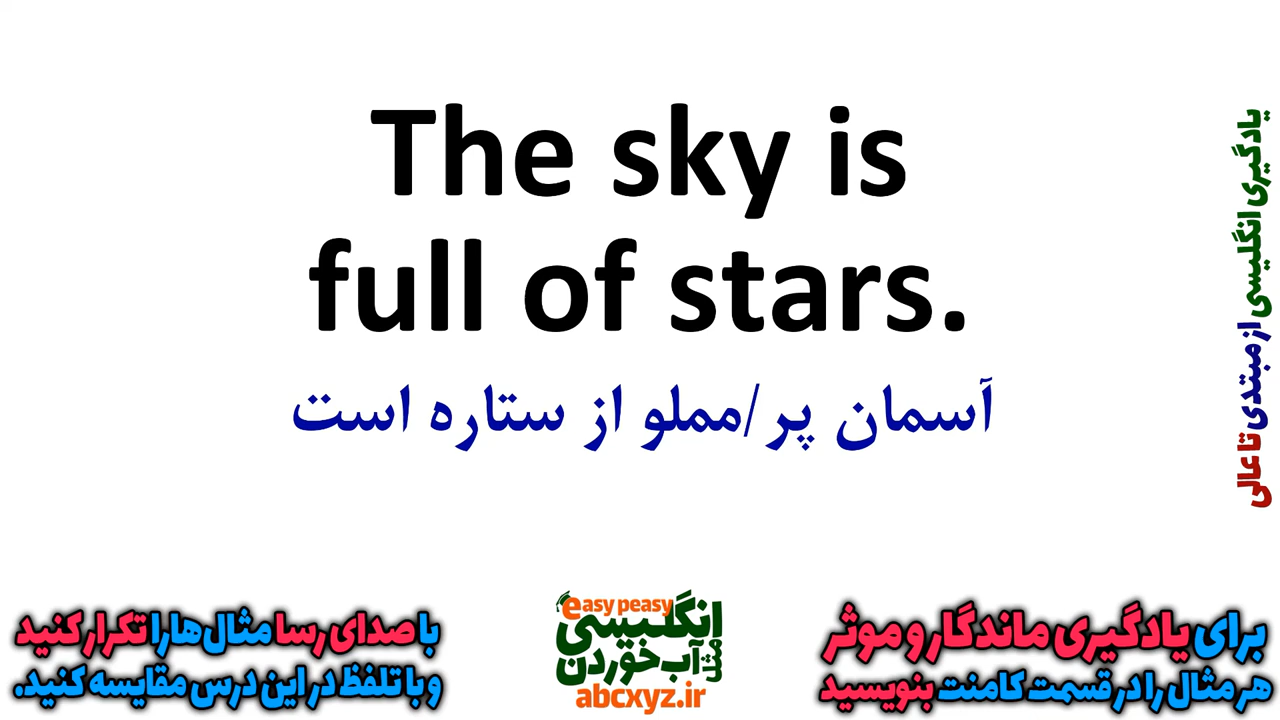 The sky is
full of stars.
آسمان پر/مملو از ستاره است
یادگیری انگلیسی از مبتدی تا عالی
با صدای رسا مثال‌ها را تکرار کنید
و با تلفظ در این درس مقایسه کنید.
easy peasy
انگلیسی
مثل آب خوردن
abcxyz.ir
برای یادگیری ماندگار و موثر
هر مثال را در قسمت کامنت بنویسید